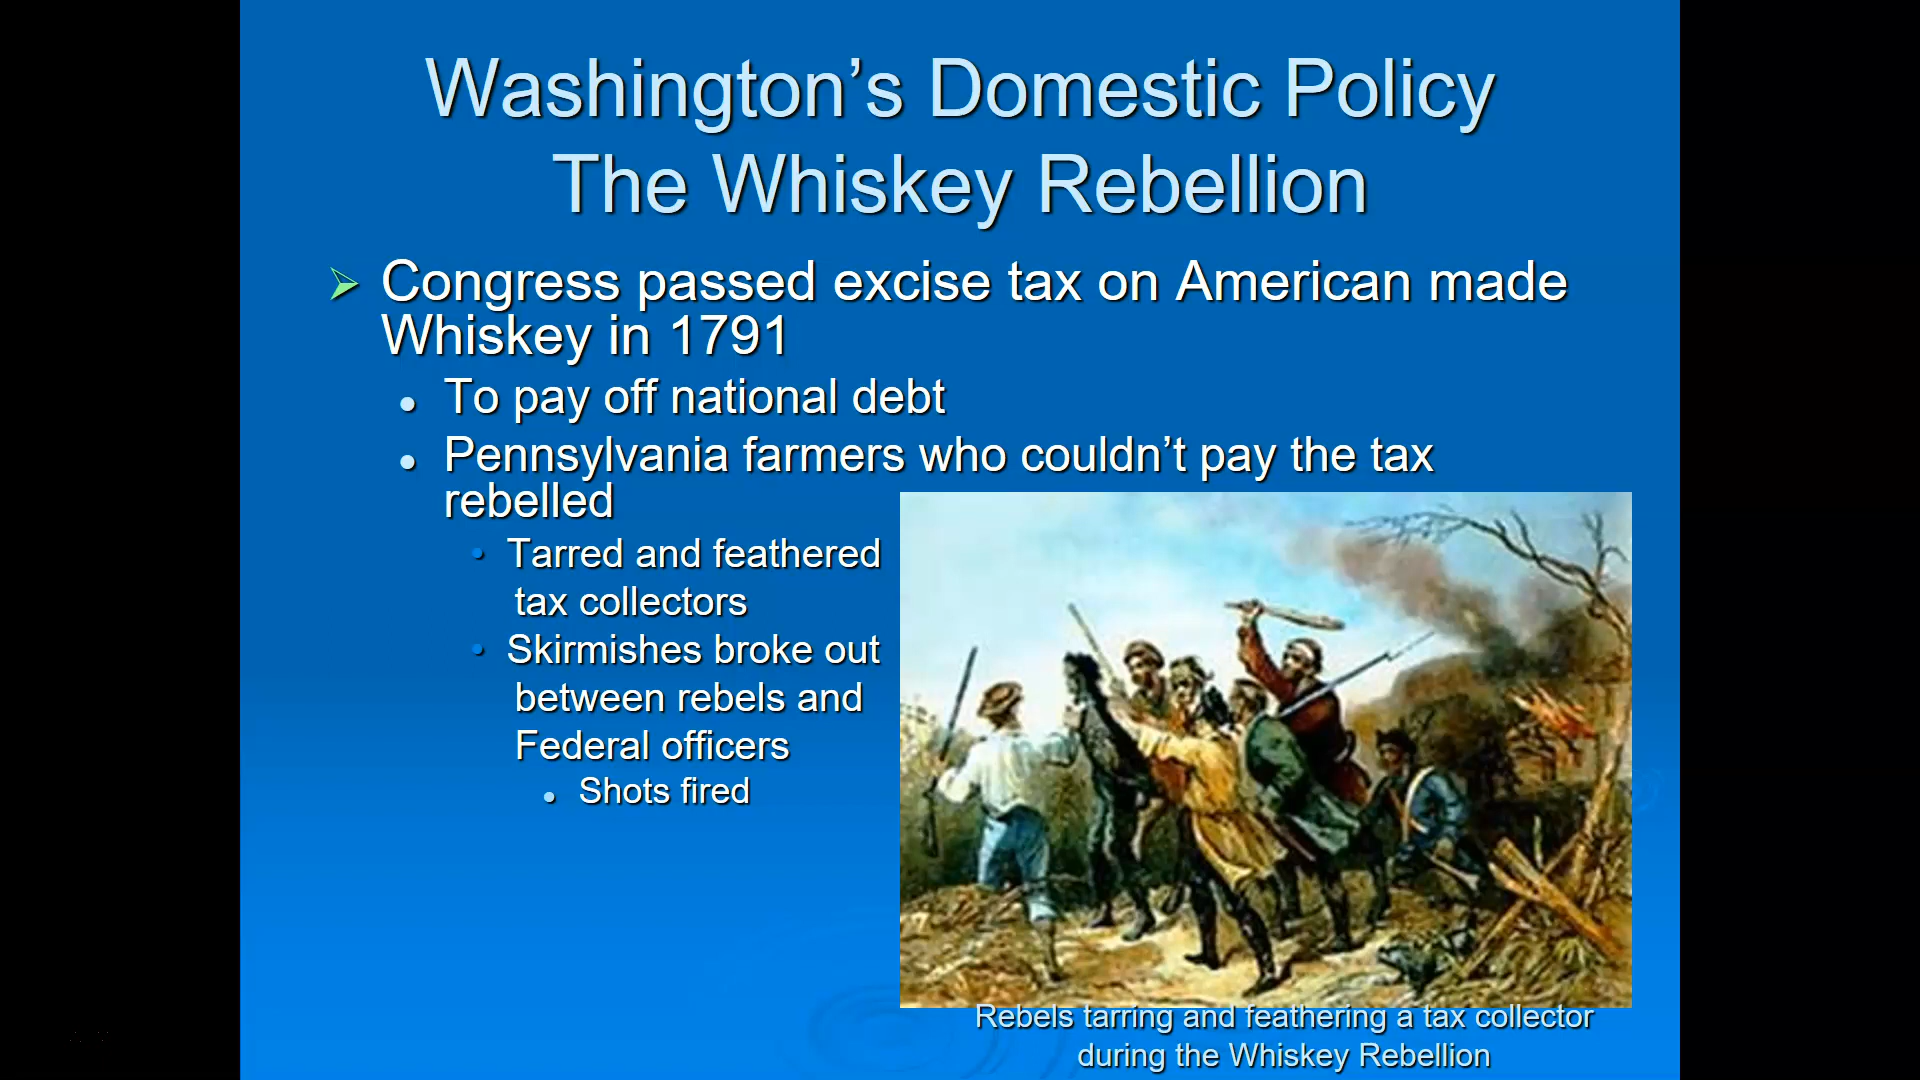 Washington’s Domestic Policy
The Whiskey Rebellion
Congress passed excise tax on American made
Whiskey in 1791
To pay off national debt
Pennsylvania farmers who couldn’t pay the tax
rebelled
Tarred and feathered
tax collectors
Skirmishes broke out
between rebels and
Federal officers
Shots fired
Rebels tarring and feathering a tax collector
during the Whiskey Rebellion